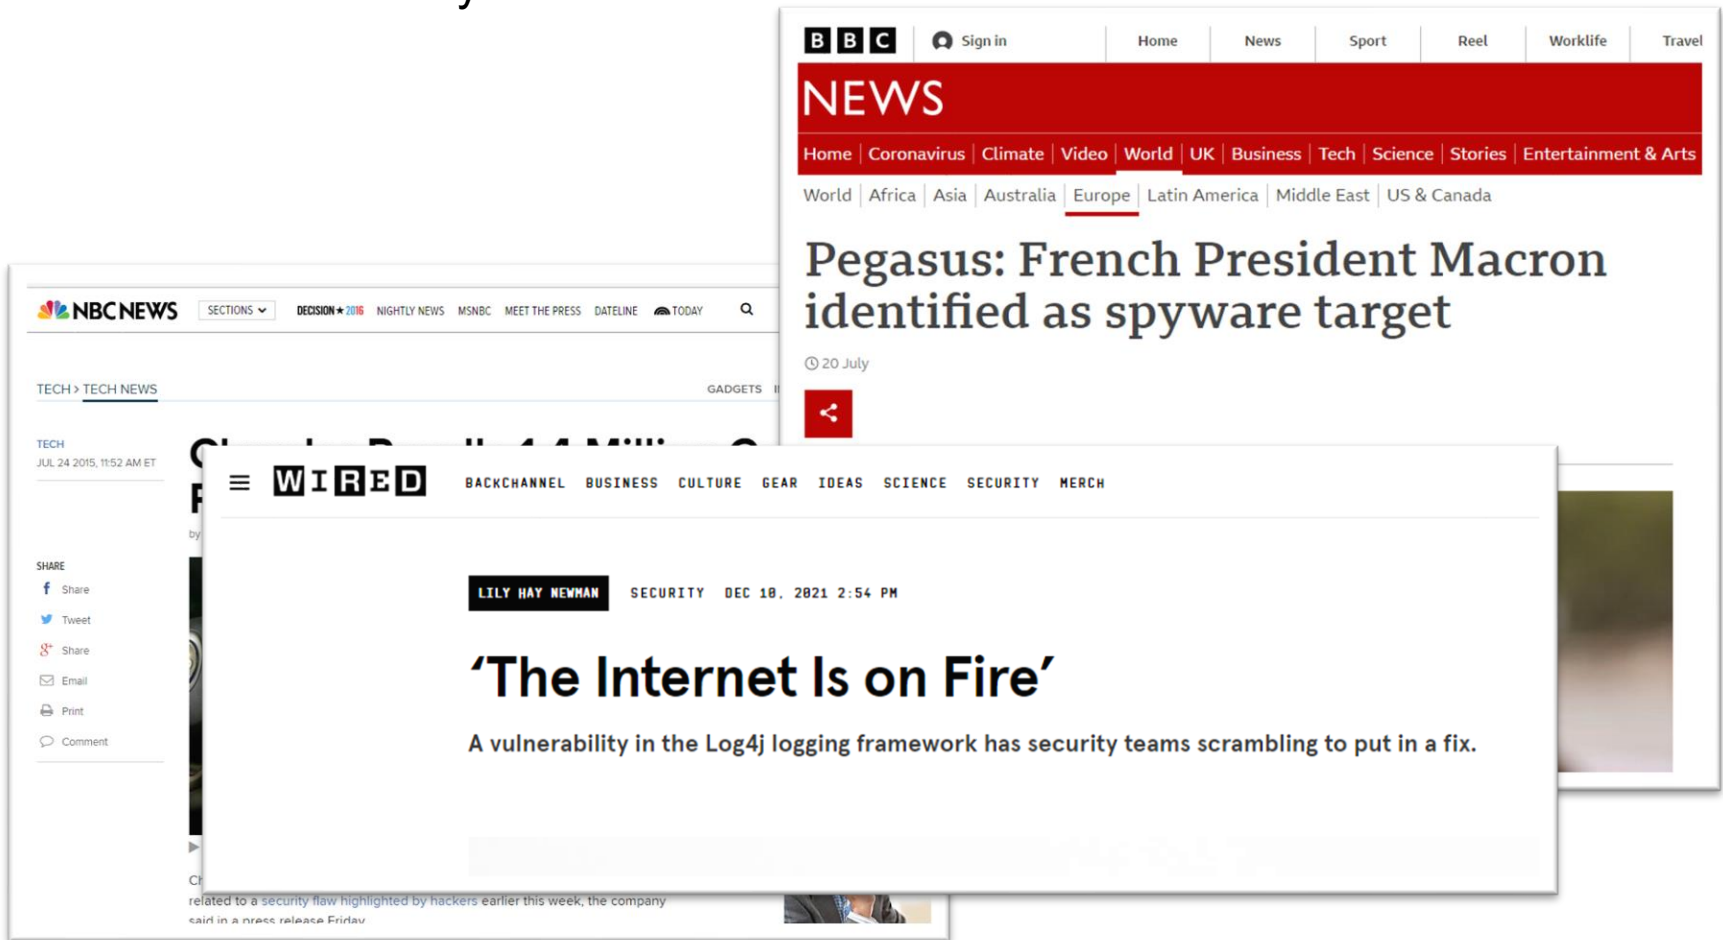 BBC Sign in Home News Sport Reel Worklife Travel
NEWS
Home Coronavirus Climate Video World UK Business Tech Science Stories Entertainment & Arts
World Africa Asia Australia Europe Latin America Middle East US & Canada
Pegasus: French President Macron
identified as spyware target
20 July
NBC NEWS SECTIONS DECISION 2016 NIGHTLY NEWS MSNBC MEET THE PRESS DATELINE TODAY
TECH > TECH NEWS GADGETS
TECH
JUL 24 2015, 11:52 AM ET
by
SHARE
Share
Tweet
Share
Email
Print
Comment
related to a security flaw highlighted by hackers earlier this week, the company
said in a press release Friday
WIRED BACKCHANNEL BUSINESS CULTURE GEAR IDEAS SCIENCE SECURITY MERCH
LILY HAY NEWMAN SECURITY DEC 10, 2021 2:54 PM
‘The Internet Is on Fire’
A vulnerability in the Log4j logging framework has security teams scrambling to put in a fix.